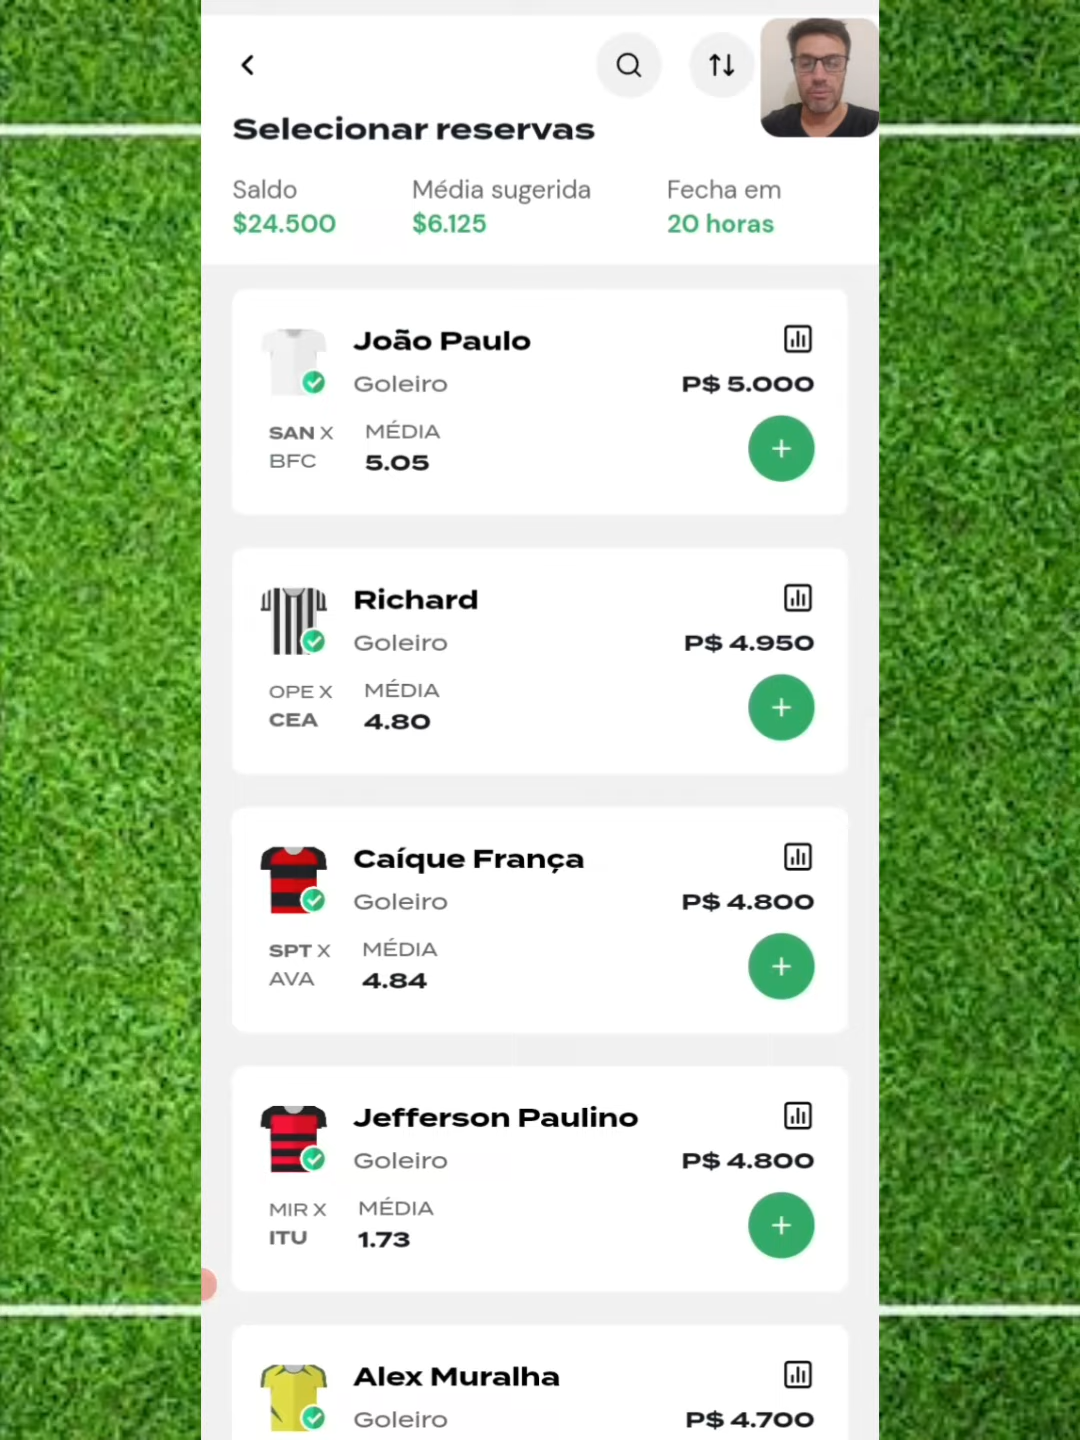 Selecionar reservas
Saldo Média sugerida Fecha em
$24.500 $6.125 20 horas
João Paulo
Goleiro P$ 5.000
SAN X MÉDIA
BFC 5.05
Richard
Goleiro P$ 4.950
OPE X MÉDIA
CEA 4.80
Caíque França
Goleiro P$ 4.800
SPT X MÉDIA
AVA 4.84
Jefferson Paulino
Goleiro P$ 4.800
MIR X MÉDIA
ITU 1.73
Alex Muralha
Goleiro P$ 4.700